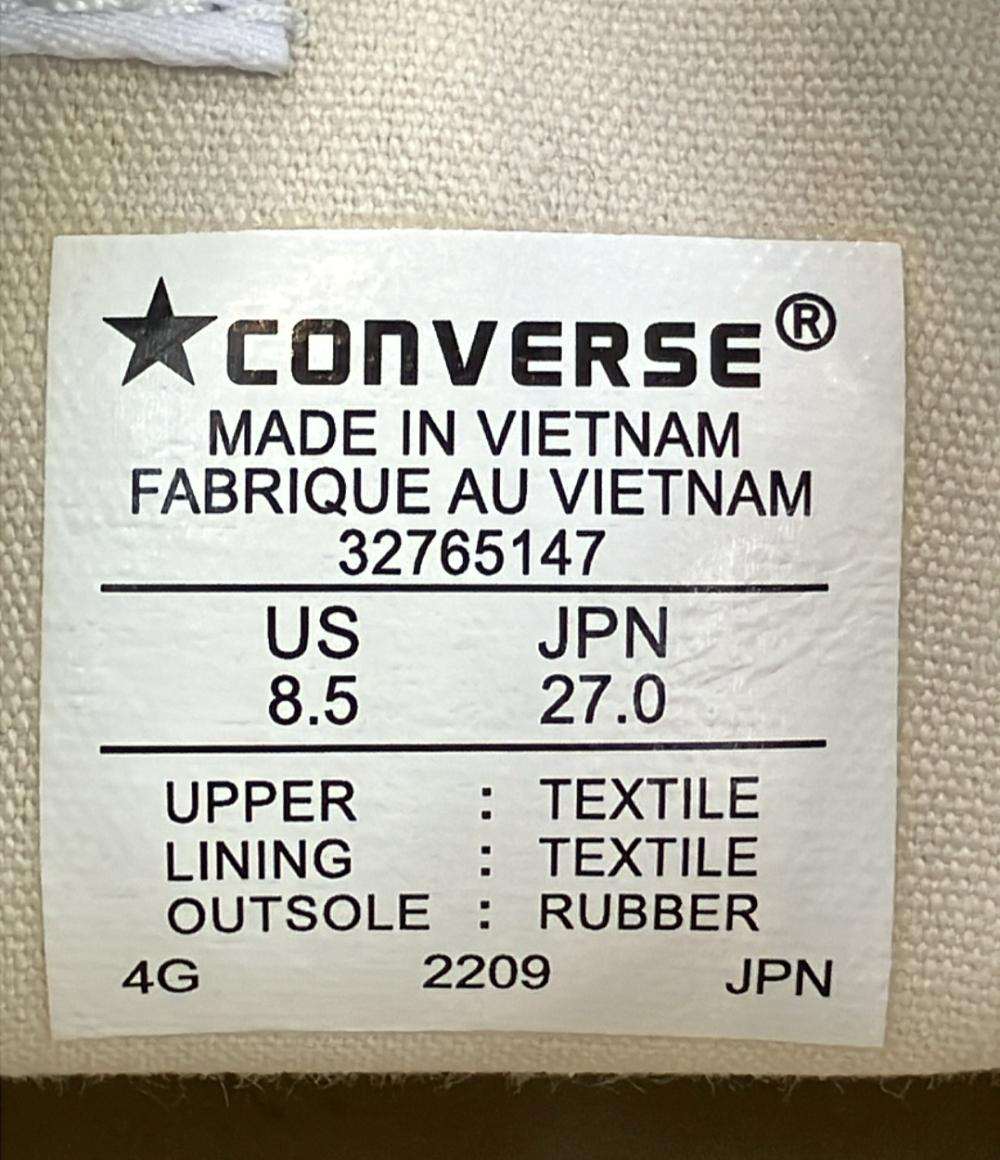 CONVERSE®
MADE IN VIETNAM
FABRIQUE AU VIETNAM
32765147
US JPN
8.5 27.0
UPPER : TEXTILE
LINING : TEXTILE
OUTSOLE : RUBBER
4G 2209 JPN